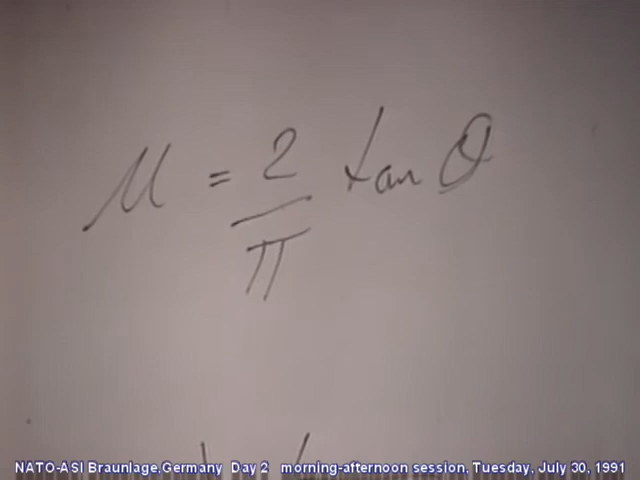 μ = 2/π tan θ
NATO-ASI Braunlage,Germany Day 2 morning-afternoon session, Tuesday, July 30, 1991